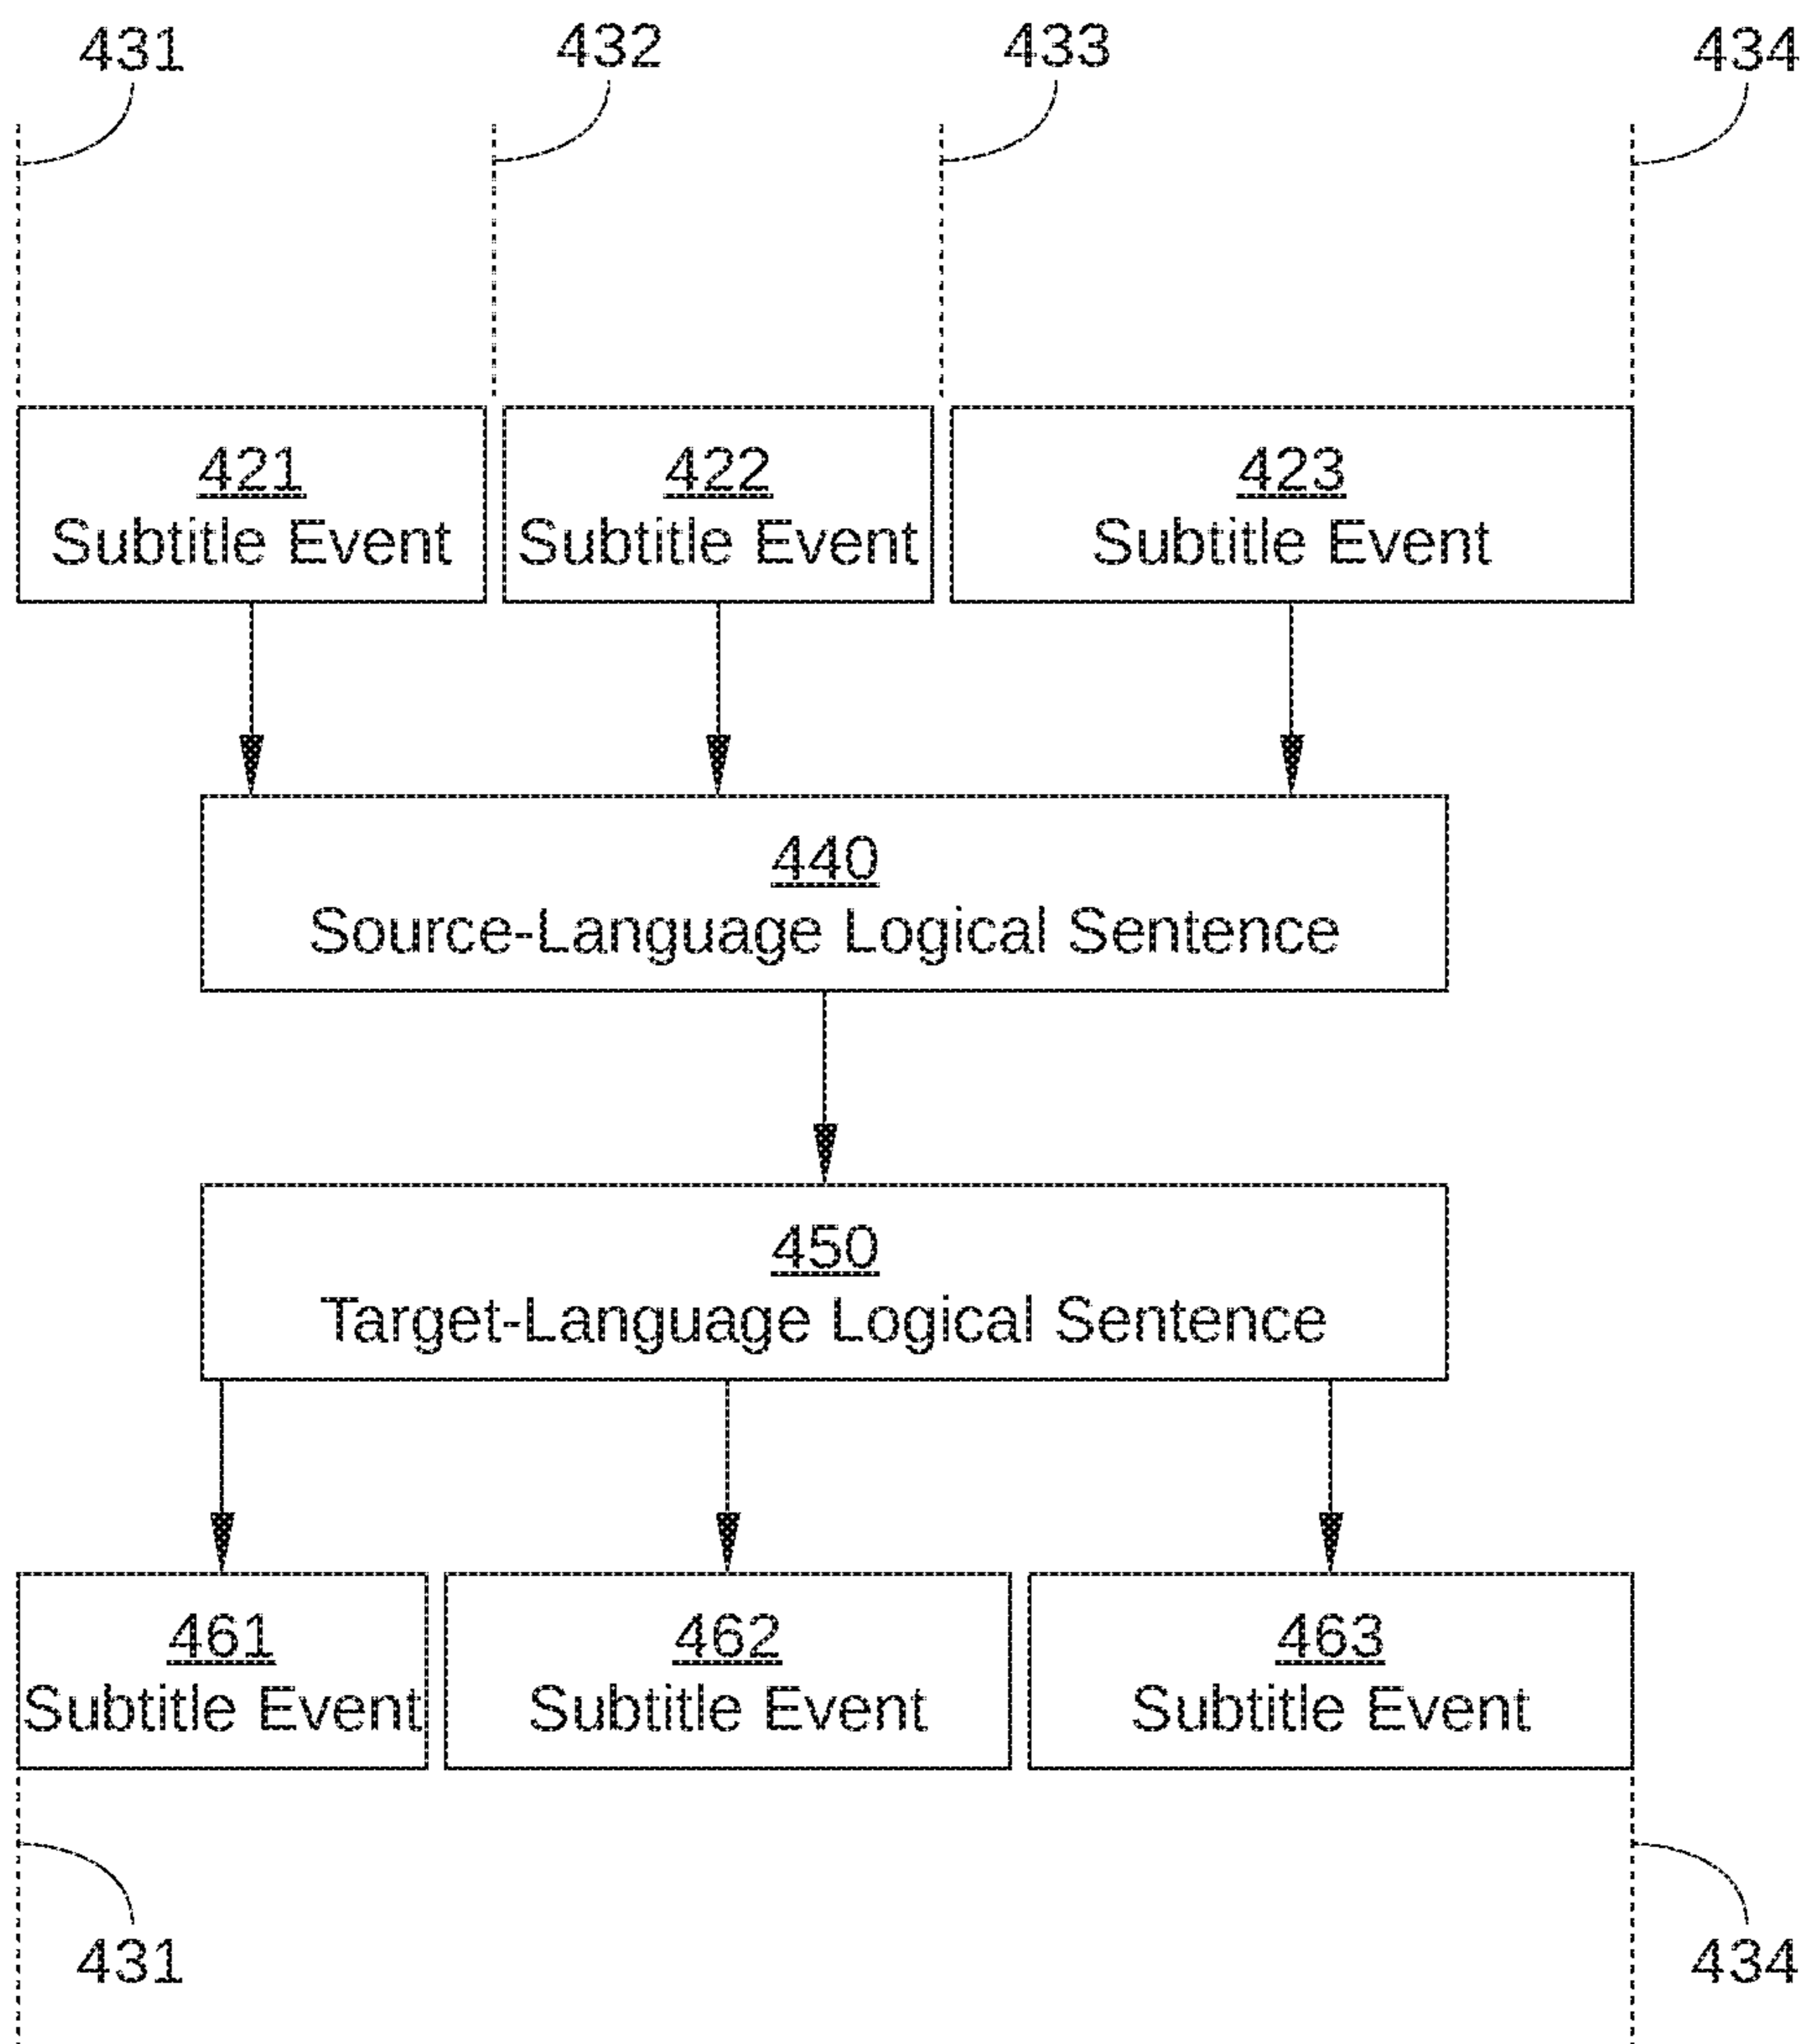 431
432
433
434
421
Subtitle Event
422
Subtitle Event
423
Subtitle Event
440
Source-Language Logical Sentence
450
Target-Language Logical Sentence
461
Subtitle Event
462
Subtitle Event
463
Subtitle Event
431
434